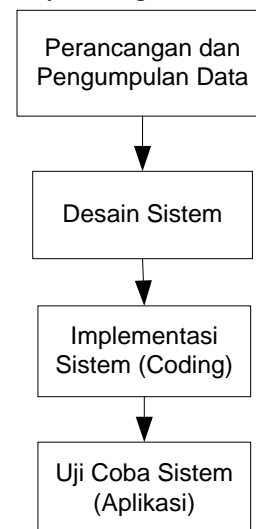 Perancangan dan
Pengumpulan Data
Desain Sistem
Implementasi
Sistem (Coding)
Uji Coba Sistem
(Aplikasi)